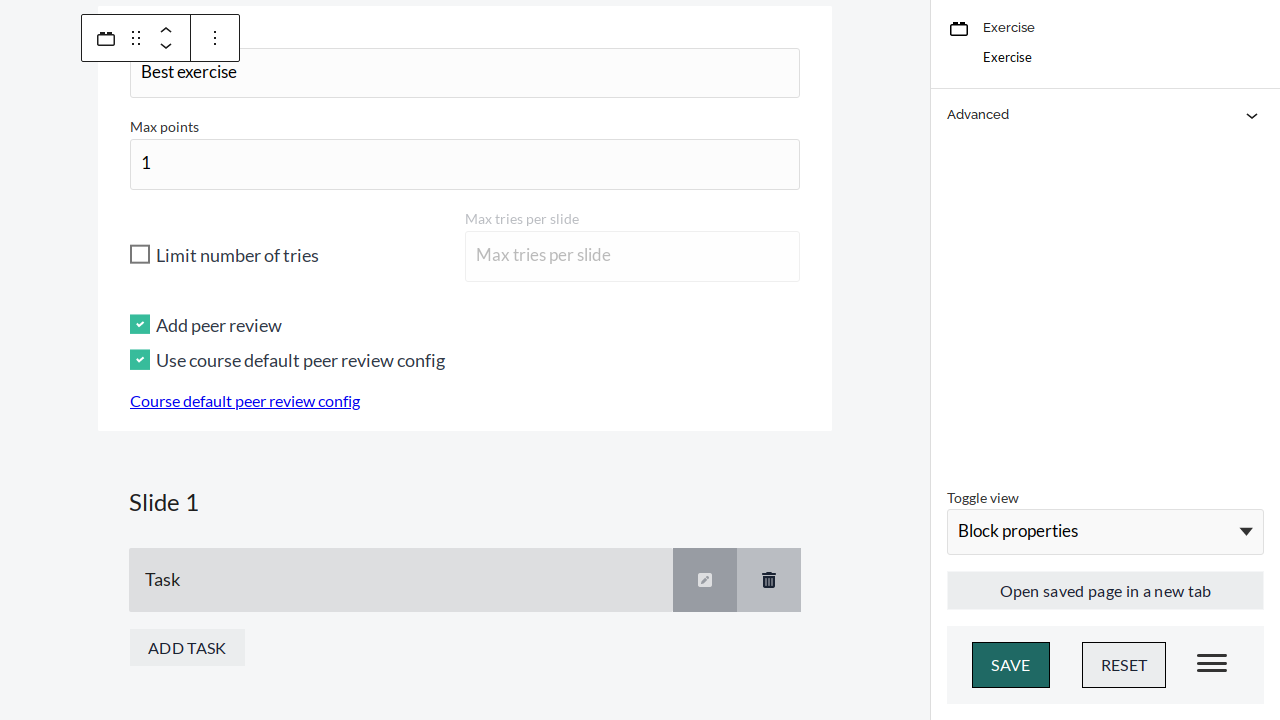 Best exercise
Max points
1
Max tries per slide
Limit number of tries
Max tries per slide
Add peer review
Use course default peer review config
Course default peer review config
Slide 1
Task
ADD TASK
Exercise
Exercise
Advanced
Toggle view
Block properties
Open saved page in a new tab
SAVE
RESET